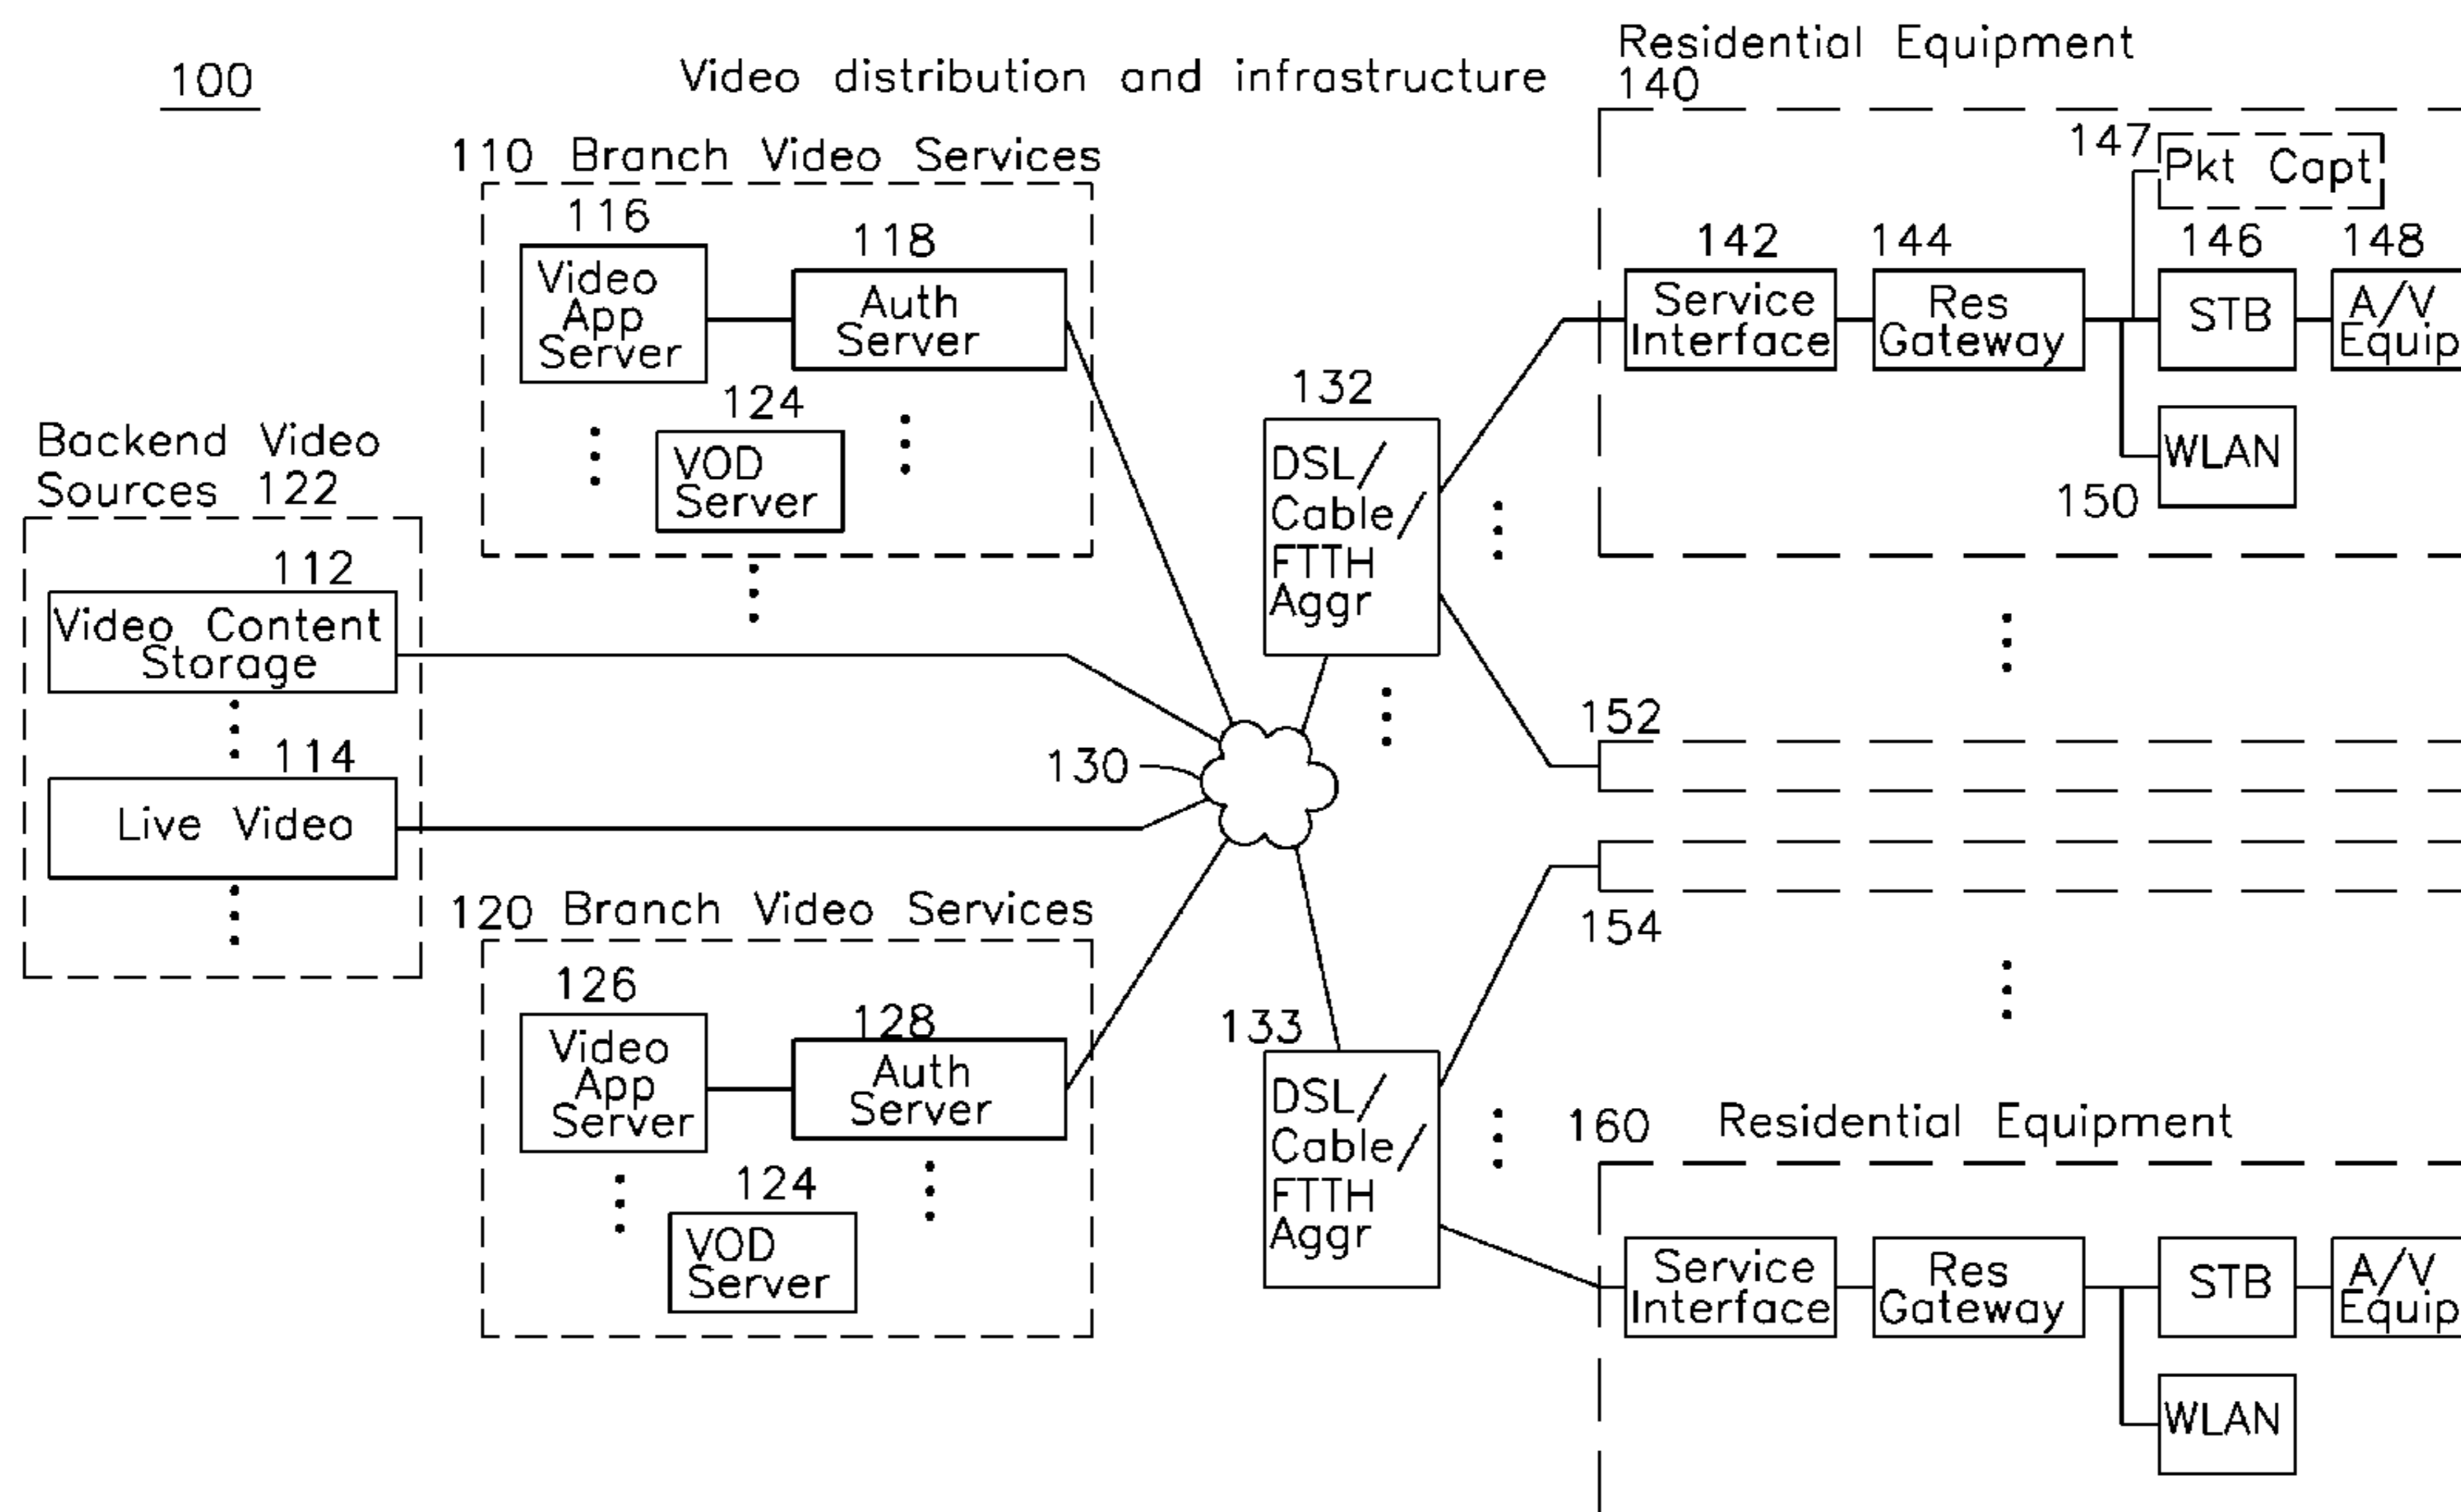 100
Video distribution and infrastructure
Residential Equipment
140
110 Branch Video Services
116
Video
App
Server
118
Auth
Server
124
VOD
Server
Backend Video
Sources 122
112
Video Content
Storage
114
Live Video
120 Branch Video Services
126
Video
App
Server
128
Auth
Server
124
VOD
Server
130
132
DSL/
Cable/
FTTH
Aggr
133
DSL/
Cable/
FTTH
Aggr
147
Pkt Capt
142
Service
Interface
144
Res
Gateway
146
STB
148
A/V
Equip
WLAN
150
152
154
160 Residential Equipment
Service
Interface
Res
Gateway
STB
A/V
Equip
WLAN